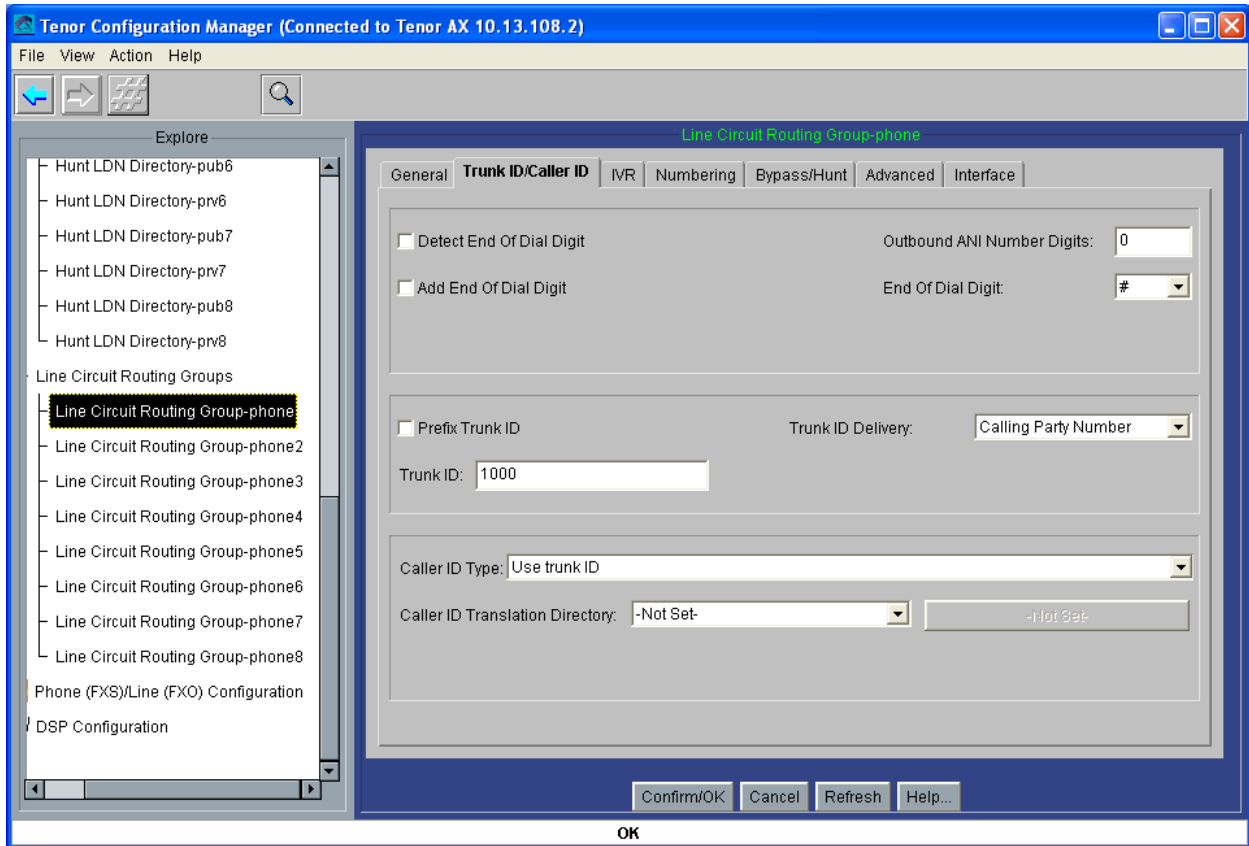 Tenor Configuration Manager (Connected to Tenor AX 10.13.108.2)
File View Action Help
Explore
Hunt LDN Directory-pub6
Hunt LDN Directory-prv6
Hunt LDN Directory-pub7
Hunt LDN Directory-prv7
Hunt LDN Directory-pub8
Hunt LDN Directory-prv8
Line Circuit Routing Groups
Line Circuit Routing Group-phone
Line Circuit Routing Group-phone2
Line Circuit Routing Group-phone3
Line Circuit Routing Group-phone4
Line Circuit Routing Group-phone5
Line Circuit Routing Group-phone6
Line Circuit Routing Group-phone7
Line Circuit Routing Group-phone8
Phone (FXS)/Line (FXO) Configuration
DSP Configuration
Line Circuit Routing Group-phone
General Trunk ID/Caller ID IVR Numbering Bypass/Hunt Advanced Interface
Detect End Of Dial Digit Outbound ANI Number Digits: 0
Add End Of Dial Digit End Of Dial Digit: #
Prefix Trunk ID Trunk ID Delivery: Calling Party Number
Trunk ID: 1000
Caller ID Type: Use trunk ID
Caller ID Translation Directory: -Not Set- -Not Set-
Confirm/OK Cancel Refresh Help...
OK